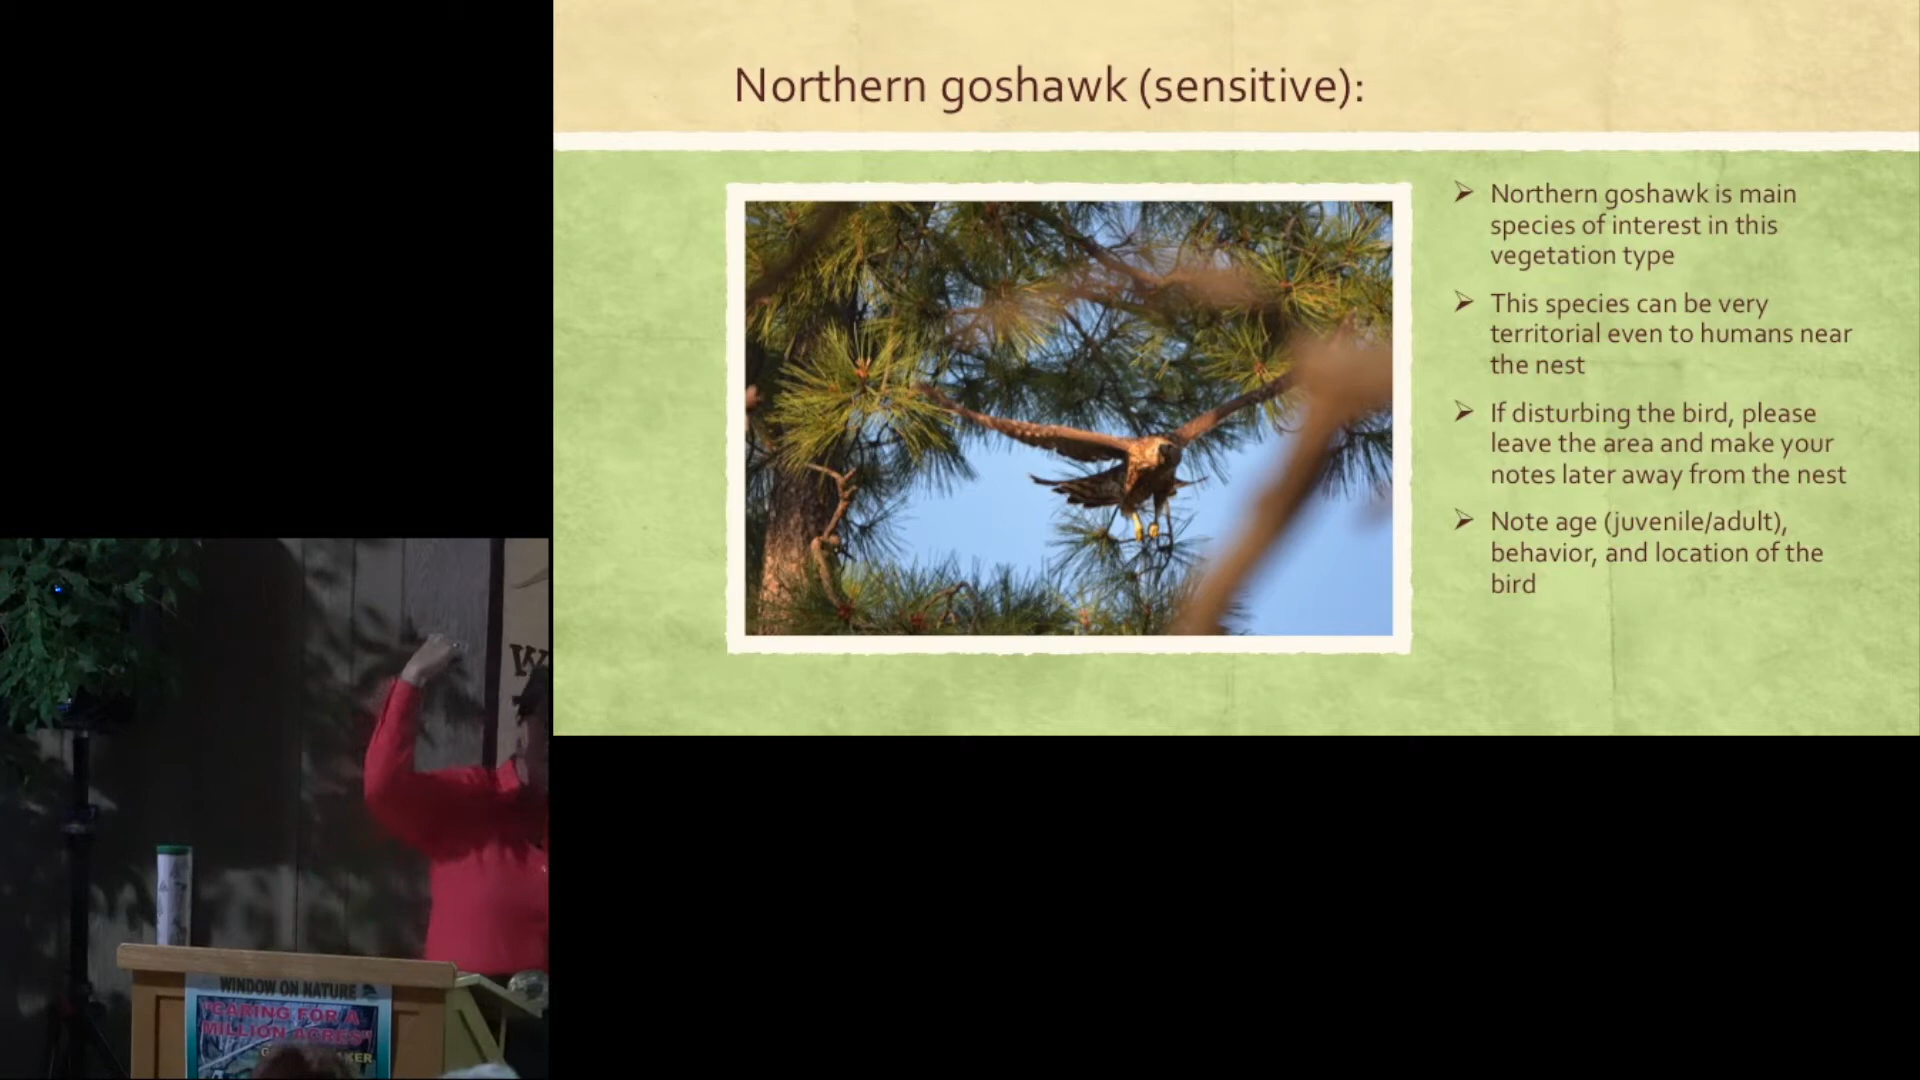 Northern goshawk (sensitive):
➢ Northern goshawk is main
species of interest in this
vegetation type
➢ This species can be very
territorial even to humans near
the nest
➢ If disturbing the bird, please
leave the area and make your
notes later away from the nest
➢ Note age (juvenile/adult),
behavior, and location of the
bird
W
WINDOW ON NATURE
"CARING FOR A
MILLION ACRES"